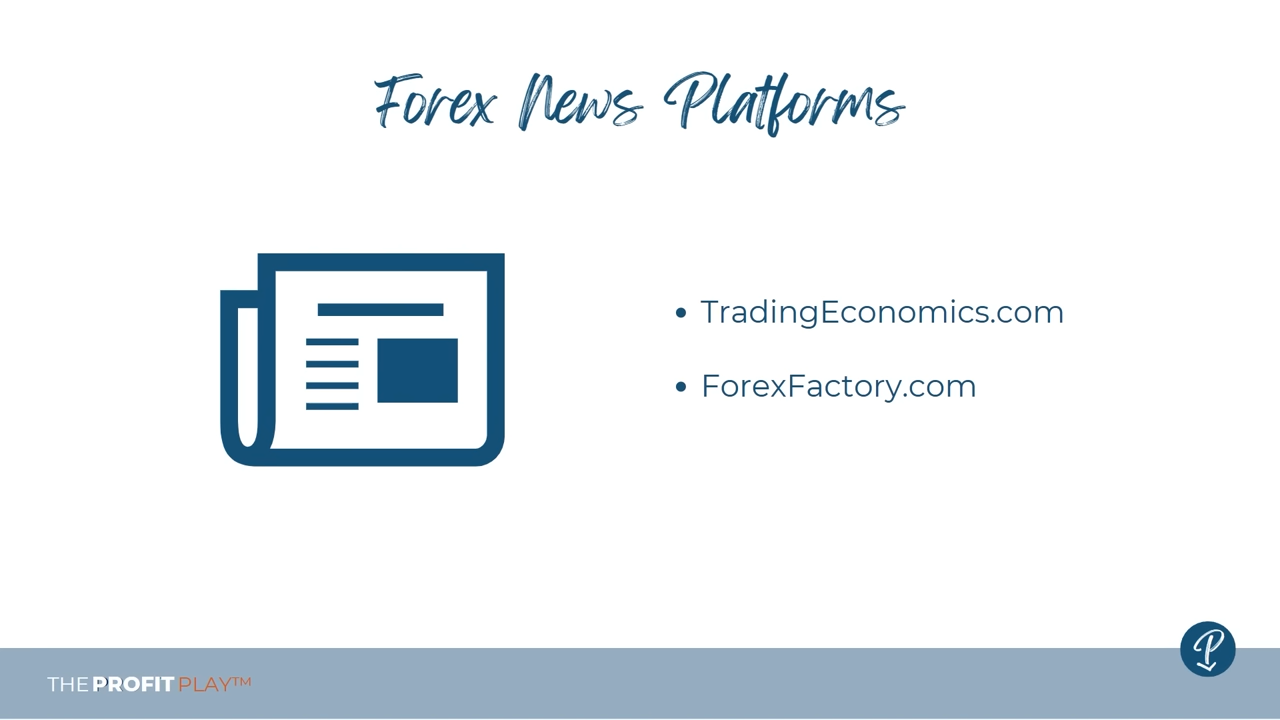 Forex News Platforms
• TradingEconomics.com
• ForexFactory.com
P
THE PROFIT PLAY™